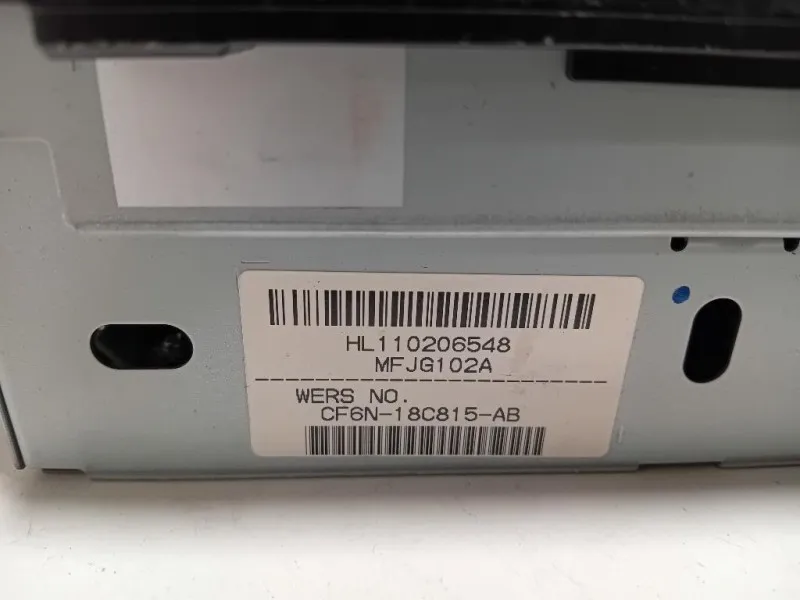 HL110206548
MFJG102A
WERS NO.
CF6N-18C815-AB